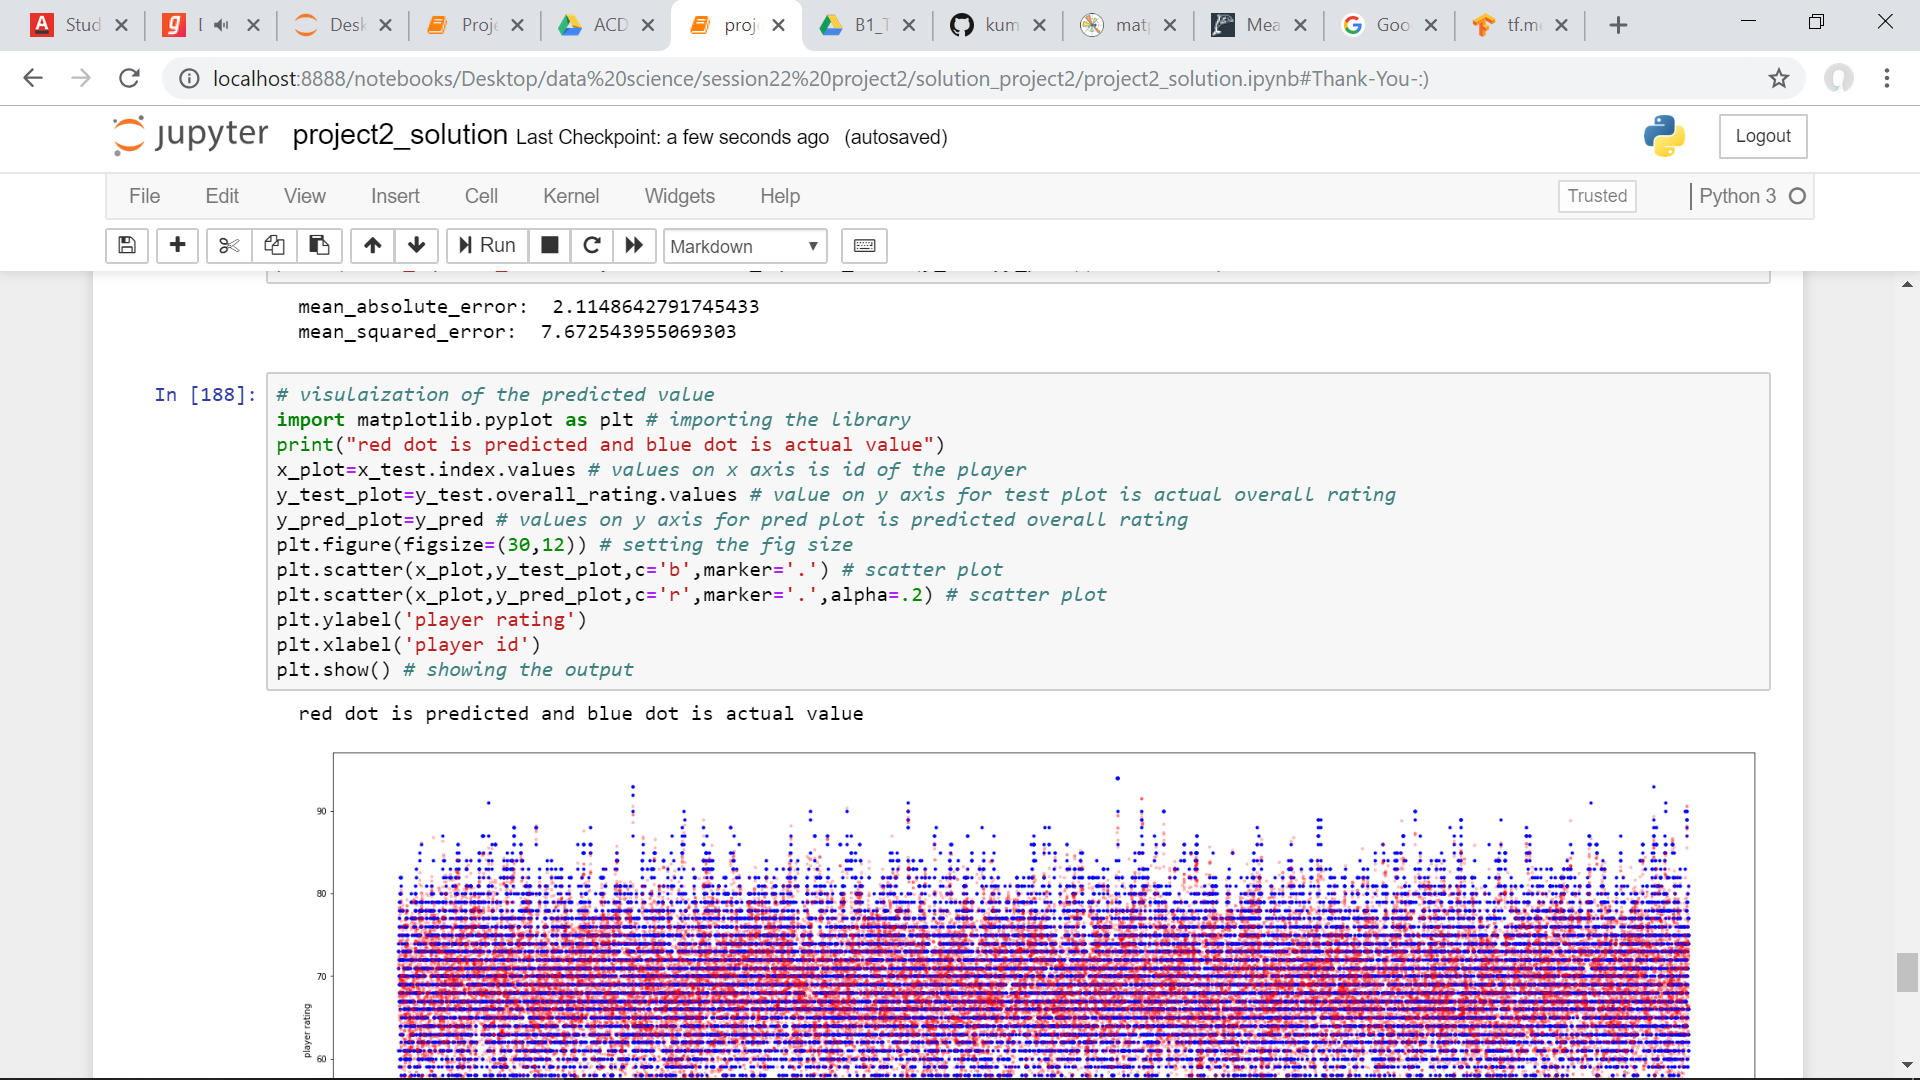 Stud
Desk
Proje
ACD
proje
B1_T
kum
mat
Mea
Goo
tf.m
localhost:8888/notebooks/Desktop/data%20science/session22%20project2/solution_project2/project2_solution.ipynb#Thank-You-:)
jupyter project2_solution Last Checkpoint: a few seconds ago (autosaved)
Logout
File Edit View Insert Cell Kernel Widgets Help
Trusted
Python 3
Run
Markdown
mean_absolute_error:  2.1148642791745433
mean_squared_error:  7.672543955069303
In [188]:
# visulaization of the predicted value
import matplotlib.pyplot as plt # importing the library
print("red dot is predicted and blue dot is actual value")
x_plot=x_test.index.values # values on x axis is id of the player
y_test_plot=y_test.overall_rating.values # value on y axis for test plot is actual overall rating
y_pred_plot=y_pred # values on y axis for pred plot is predicted overall rating
plt.figure(figsize=(30,12)) # setting the fig size
plt.scatter(x_plot,y_test_plot,c='b',marker='.') # scatter plot
plt.scatter(x_plot,y_pred_plot,c='r',marker='.',alpha=.2) # scatter plot
plt.ylabel('player rating')
plt.xlabel('player id')
plt.show() # showing the output
red dot is predicted and blue dot is actual value
90
80
70
60
player rating